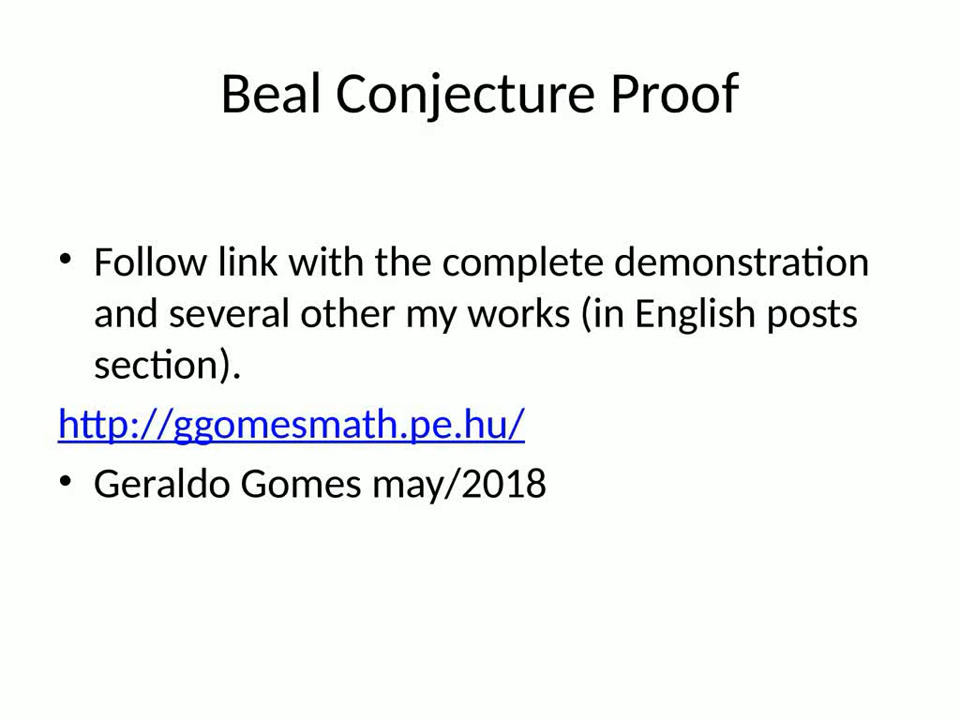 Beal Conjecture Proof
• Follow link with the complete demonstration
and several other my works (in English posts
section).
http://ggomesmath.pe.hu/
• Geraldo Gomes may/2018